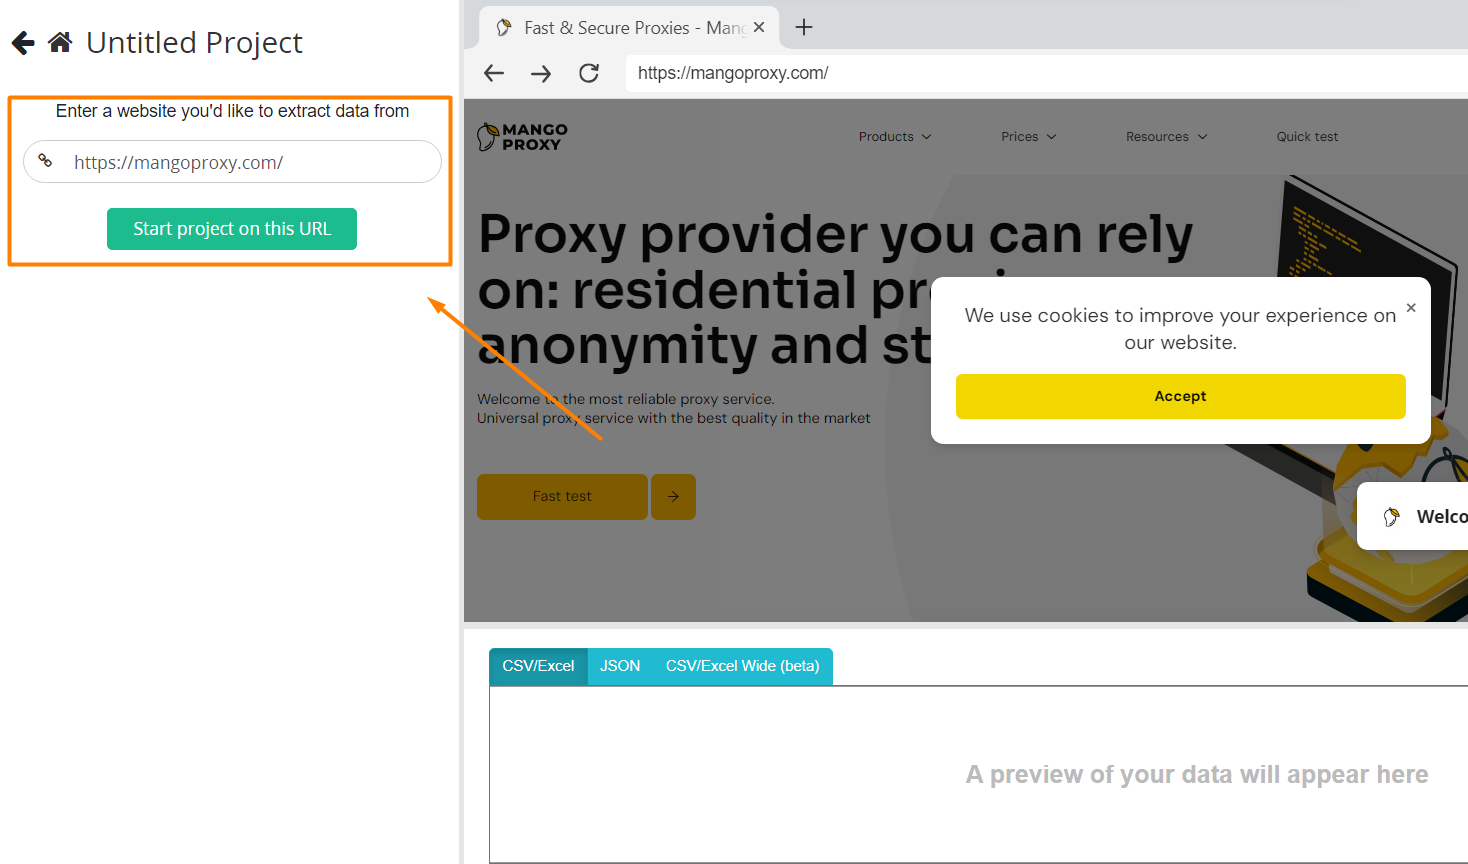 Untitled Project
Enter a website you'd like to extract data from
https://mangoproxy.com/
Start project on this URL
Fast & Secure Proxies - Mang
https://mangoproxy.com/
MANGO
PROXY
Products
Prices
Resources
Quick test
Proxy provider you can rely
on: residential pr
anonymity and st
Welcome to the most reliable proxy service.
Universal proxy service with the best quality in the market
Fast test
We use cookies to improve your experience on
our website.
Accept
Welco
CSV/Excel
JSON
CSV/Excel Wide (beta)
A preview of your data will appear here